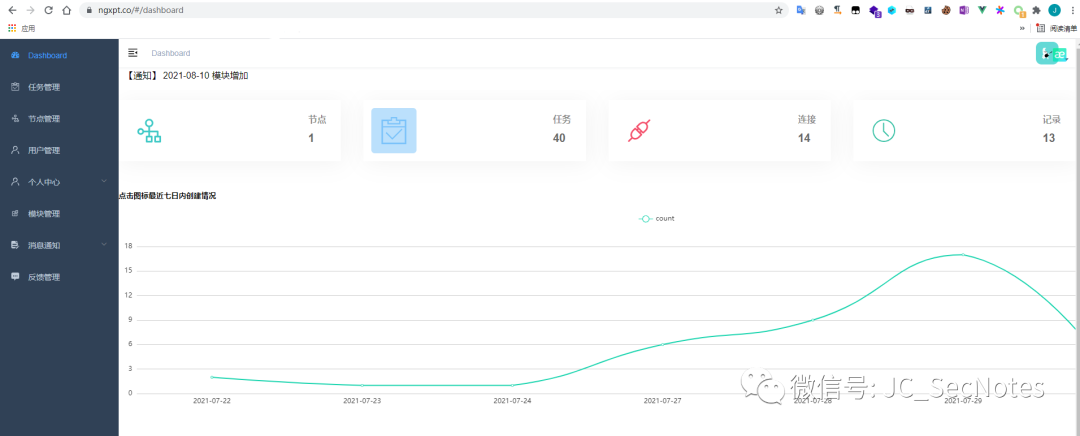 ngxpt.co/#/dashboard
J
应用
»
阅读清单
Dashboard
任务管理
节点管理
用户管理
个人中心
模块管理
消息通知
反馈管理
Dashboard
【通知】 2021-08-10 模块增加
节点
1
任务
40
连接
14
记录
13
点击图标最近七日内创建情况
count
18
15
12
9
6
3
0
2021-07-22
2021-07-23
2021-07-24
2021-07-27
2021-07-28
2021-07-29
微信号: JC_SecNotes